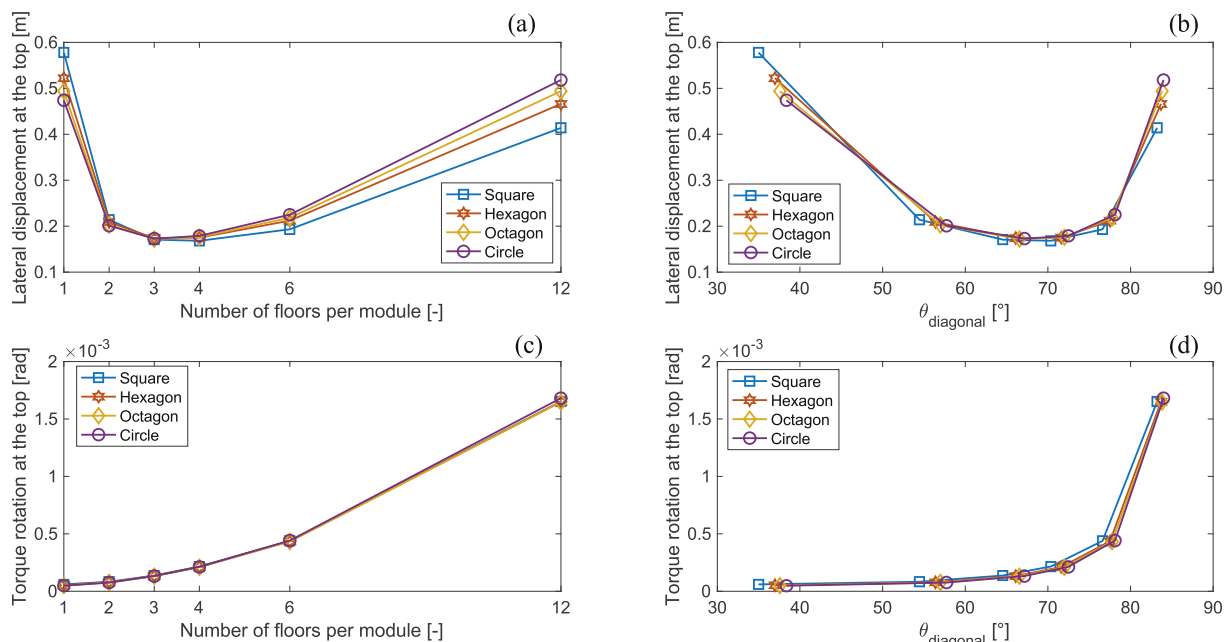 (a)
Lateral displacement at the top [m]
0.6
0.5
0.4
0.3
0.2
0.1
Square
Hexagon
Octagon
Circle
1 2 3 4 6 12
Number of floors per module [-]
(b)
Lateral displacement at the top [m]
0.6
0.5
0.4
0.3
0.2
0.1
Square
Hexagon
Octagon
Circle
30 40 50 60 70 80 90
θdiagonal [°]
(c)
×10-3
Torque rotation at the top [rad]
2
1.5
1
0.5
0
Square
Hexagon
Octagon
Circle
1 2 3 4 6 12
Number of floors per module [-]
(d)
×10-3
Torque rotation at the top [rad]
2
1.5
1
0.5
0
Square
Hexagon
Octagon
Circle
30 40 50 60 70 80 90
θdiagonal [°]